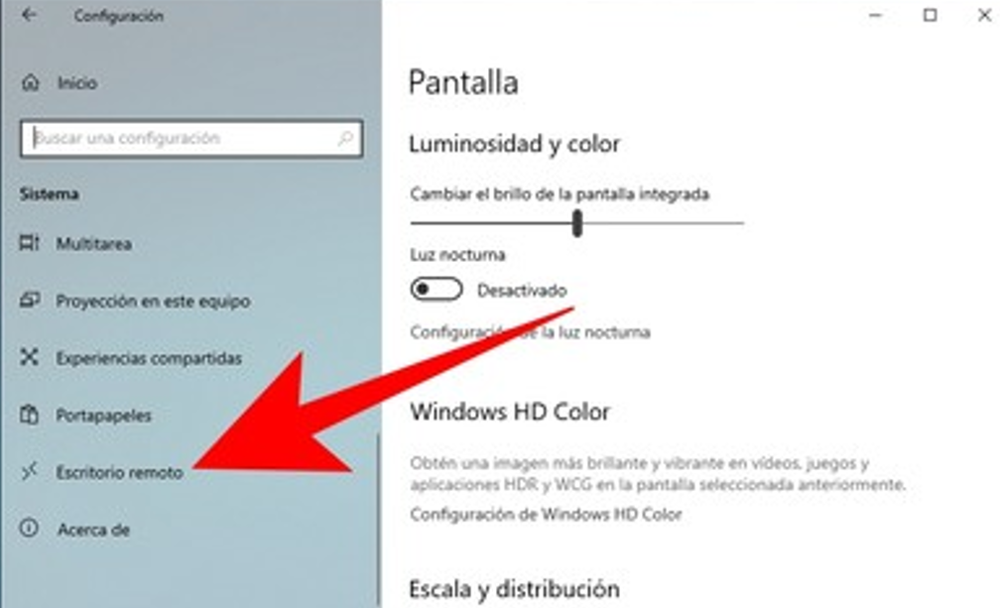 Configuración
Inicio
Buscar una configuración
Sistema
Multitarea
Proyección en este equipo
Experiencias compartidas
Portapapeles
Escritorio remoto
Acerca de
Pantalla
Luminosidad y color
Cambiar el brillo de la pantalla integrada
Luz nocturna
Desactivado
Configuración de la luz nocturna
Windows HD Color
Obtén una imagen más brillante y vibrante en vídeos, juegos y
aplicaciones HDR y WCG en la pantalla seleccionada anteriormente.
Configuración de Windows HD Color
Escala y distribución